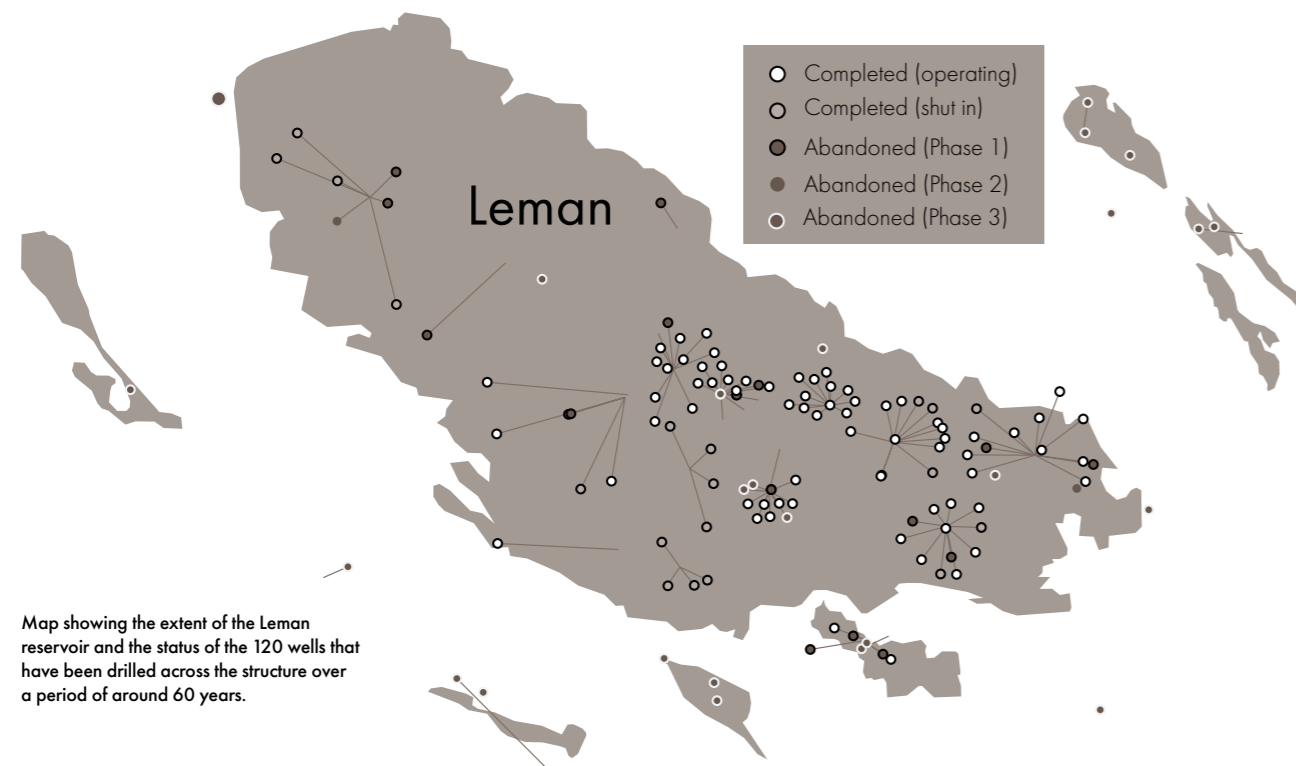 Leman
Completed (operating)
Completed (shut in)
Abandoned (Phase 1)
Abandoned (Phase 2)
Abandoned (Phase 3)
Map showing the extent of the Leman
reservoir and the status of the 120 wells that
have been drilled across the structure over
a period of around 60 years.